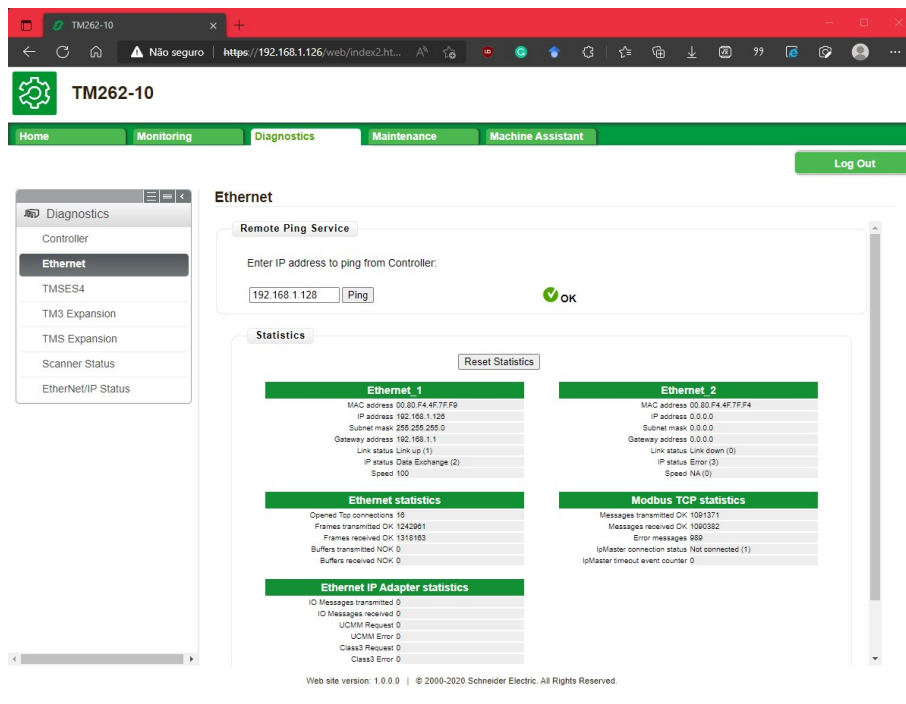 TM262-10
Não seguro https://192.168.1.126/web/index2.ht...
TM262-10
Home Monitoring Diagnostics Maintenance Machine Assistant
Log Out
Diagnostics
Controller
Ethernet
TMSES4
TM3 Expansion
TMS Expansion
Scanner Status
EtherNet/IP Status
Ethernet
Remote Ping Service
Enter IP address to ping from Controller:
192.168.1.128 Ping OK
Statistics
Reset Statistics
Ethernet_1
MAC address 00.80.F4.4F.7F.F9
IP address 192.168.1.126
Subnet mask 255.255.255.0
Gateway address 192.168.1.1
Link status Link up (1)
IP status Data Exchange (2)
Speed 100
Ethernet_2
MAC address 00.80.F4.4F.7F.F4
IP address 0.0.0.0
Subnet mask 0.0.0.0
Gateway address 0.0.0.0
Link status Link down (0)
IP status Error (3)
Speed NA (0)
Ethernet statistics
Opened Tcp connections 16
Frames transmitted OK 1242961
Frames received OK 1318163
Buffers transmitted NOK 0
Buffers received NOK 0
Modbus TCP statistics
Messages transmitted OK 1091371
Messages received OK 1090382
Error messages 989
IpMaster connection status Not connected (1)
IpMaster timeout event counter 0
Ethernet IP Adapter statistics
IO Messages transmitted 0
IO Messages received 0
UCMM Request 0
UCMM Error 0
Class3 Request 0
Class3 Error 0
Web site version: 1.0.0.0 | © 2000-2020 Schneider Electric. All Rights Reserved.